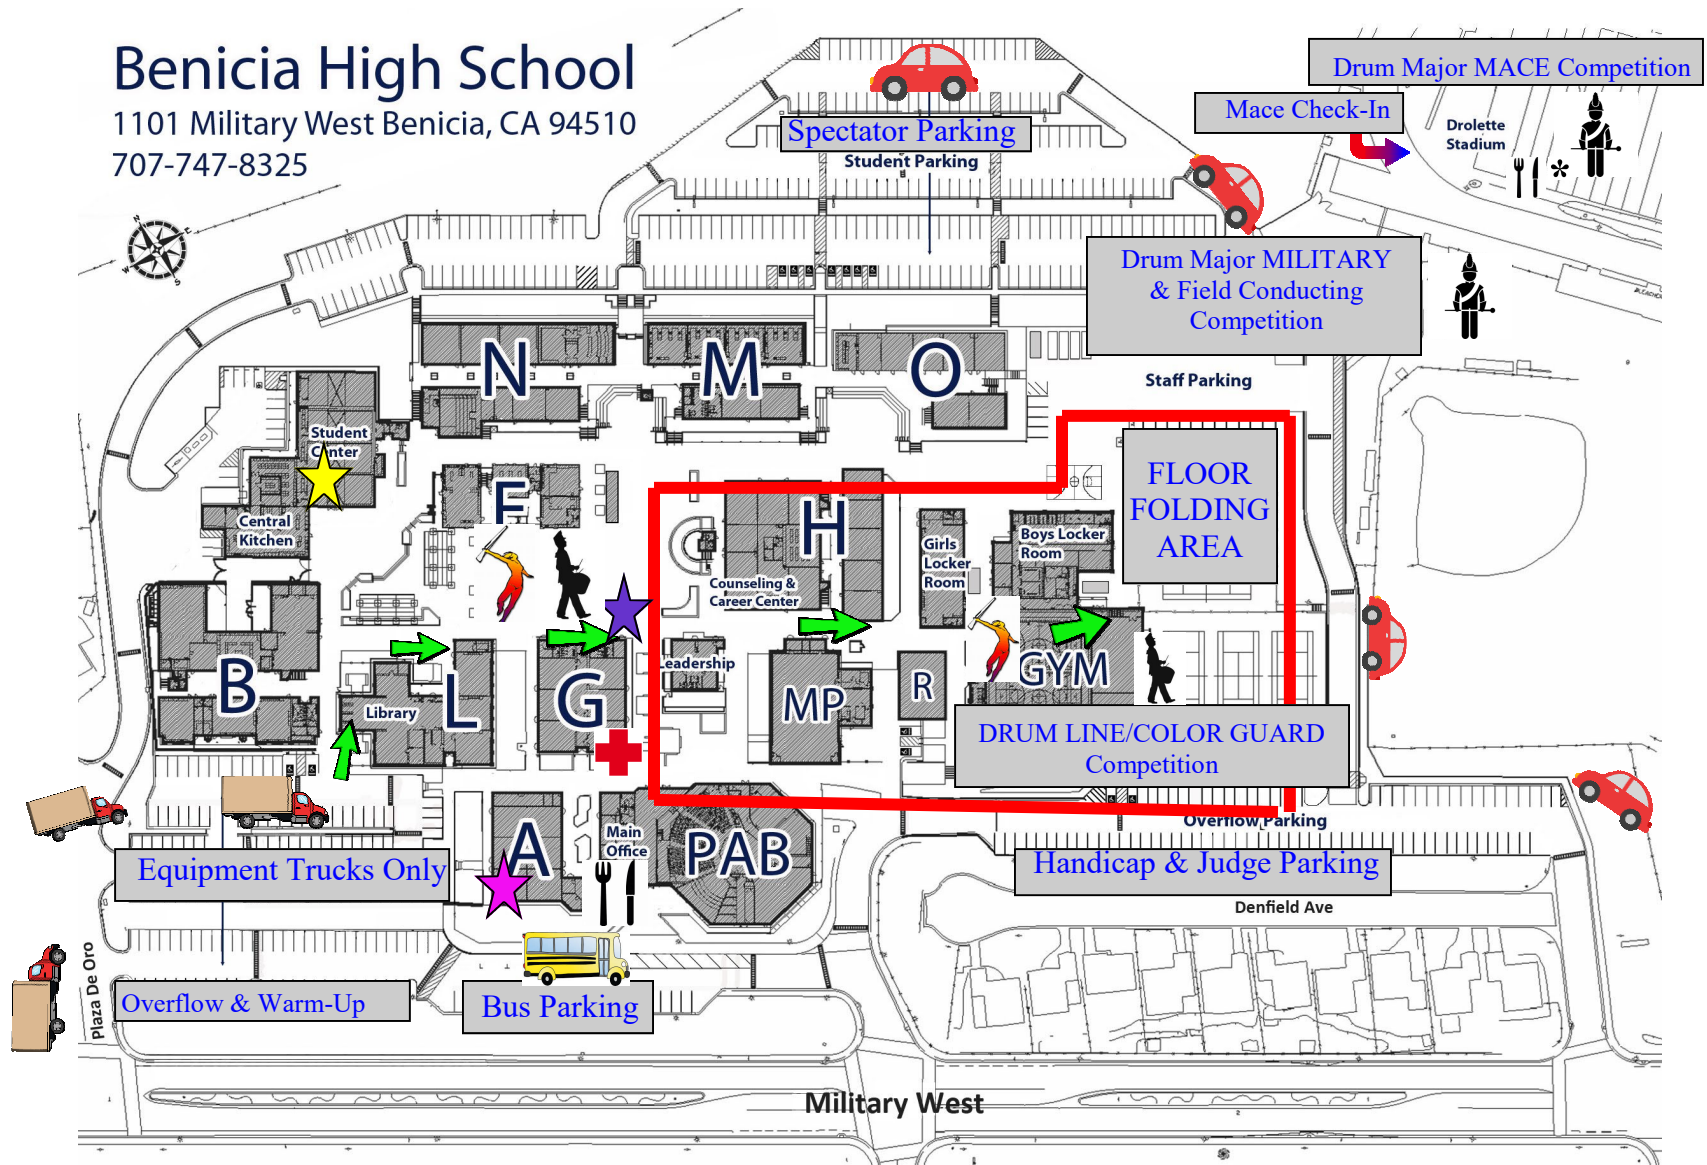 Benicia High School
1101 Military West Benicia, CA 94510
707-747-8325
Drum Major MACE Competition
Mace Check-In
Drolette
Stadium
Spectator Parking
Student Parking
N
E
S
W
Drum Major MILITARY
& Field Conducting
Competition
N
M
O
Staff Parking
Student
Center
Central
Kitchen
F
H
Counseling &
Career Center
Girls
Locker
Room
Boys Locker
Room
FLOOR
FOLDING
AREA
B
Library
L
G
Leadership
MP
R
GYM
DRUM LINE/COLOR GUARD
Competition
A
Main
Office
PAB
Overflow Parking
Equipment Trucks Only
Handicap & Judge Parking
Denfield Ave
Plaza De Oro
Overflow & Warm-Up
Bus Parking
Military West